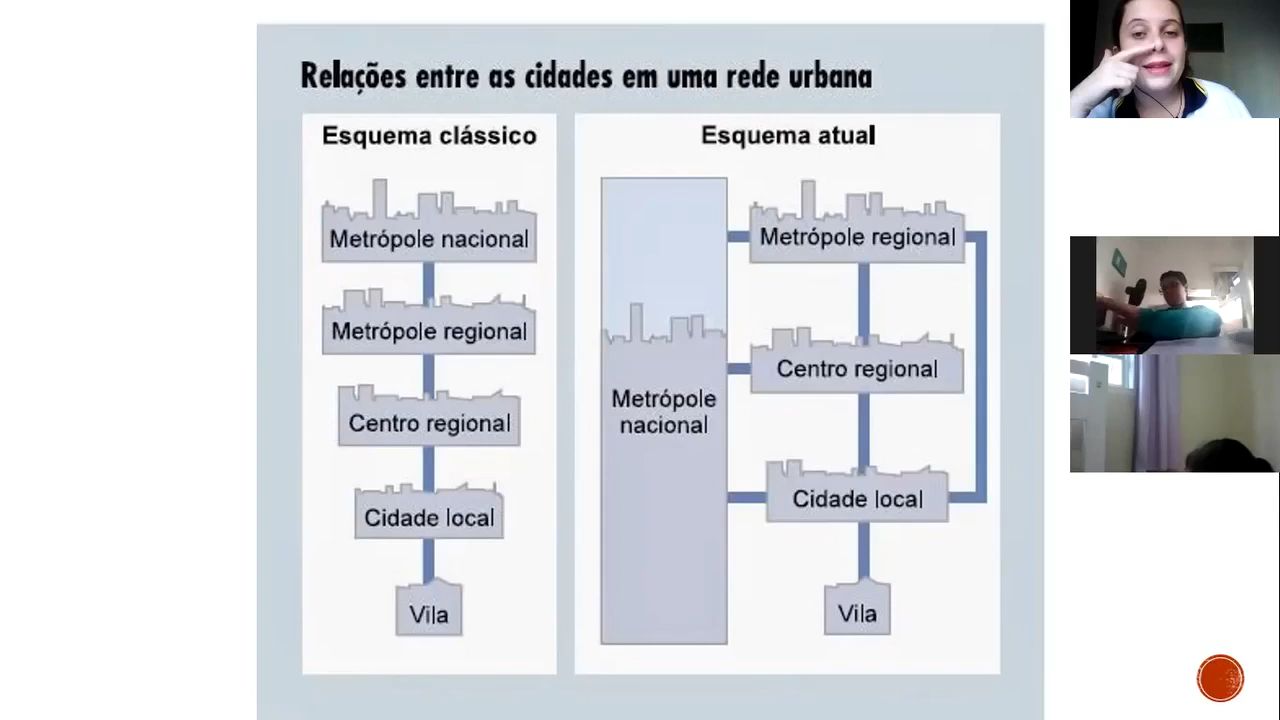 Relações entre as cidades em uma rede urbana
Esquema clássico
Metrópole nacional
Metrópole regional
Centro regional
Cidade local
Vila
Esquema atual
Metrópole
nacional
Metrópole regional
Centro regional
Cidade local
Vila